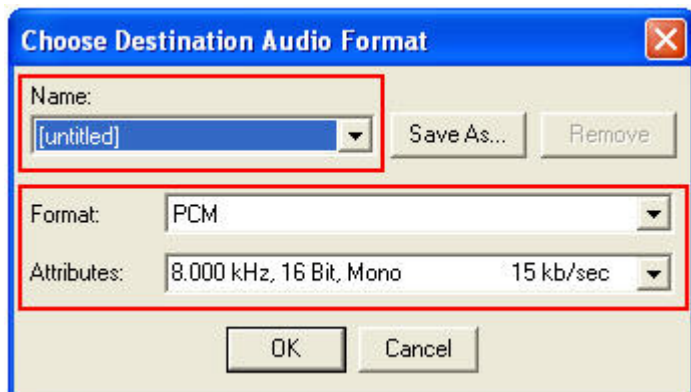 Choose Destination Audio Format
Name:
[untitled]
Save As...
Remove
Format:
PCM
Attributes:
8.000 kHz, 16 Bit, Mono 15 kb/sec
OK
Cancel